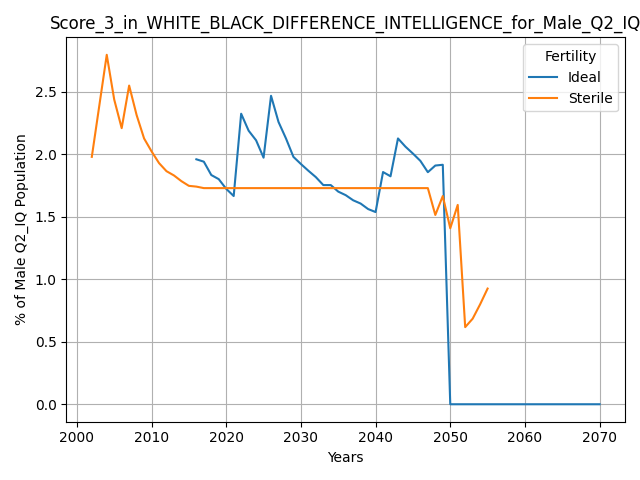 Score_3_in_WHITE_BLACK_DIFFERENCE_INTELLIGENCE_for_Male_Q2_IQ
Fertility
Ideal
Sterile
% of Male Q2_IQ Population
2.5
2.0
1.5
1.0
0.5
0.0
2000 2010 2020 2030 2040 2050 2060 2070
Years